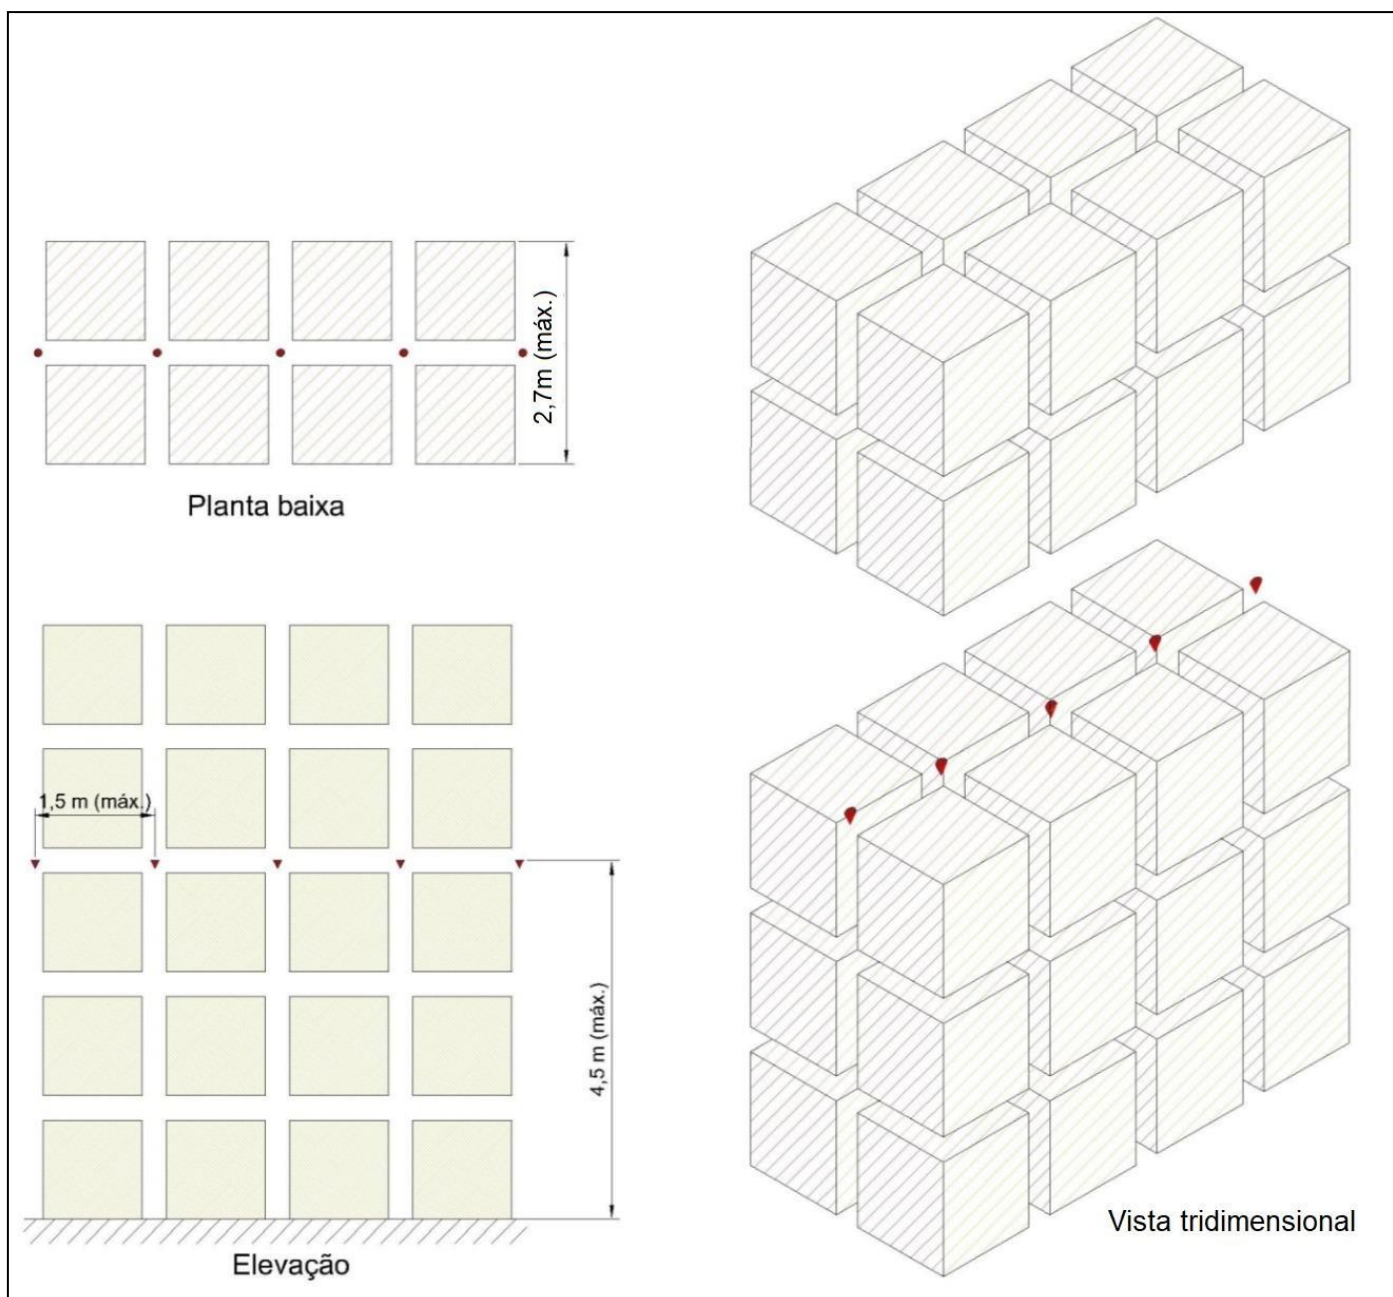 2,7m (máx.)
Planta baixa
1,5 m (máx.)
4,5 m (máx.)
Elevação
Vista tridimensional